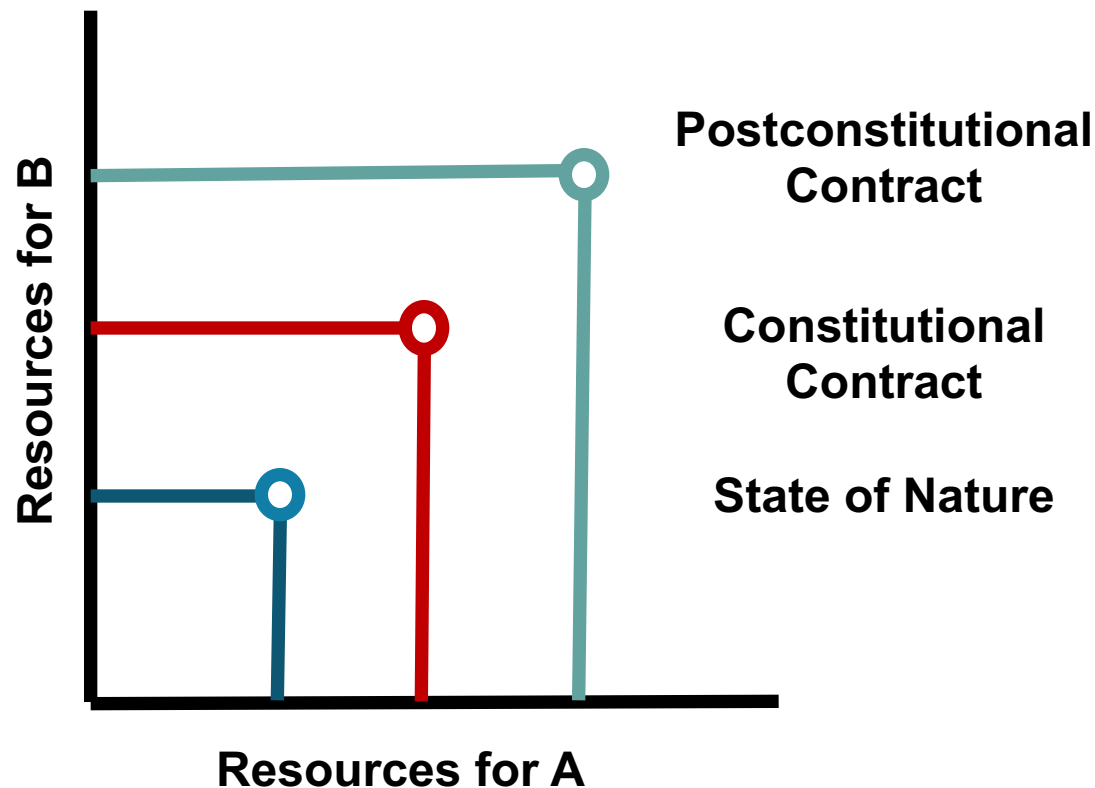 Postconstitutional
Contract
Resources for B
Constitutional
Contract
State of Nature
Resources for A